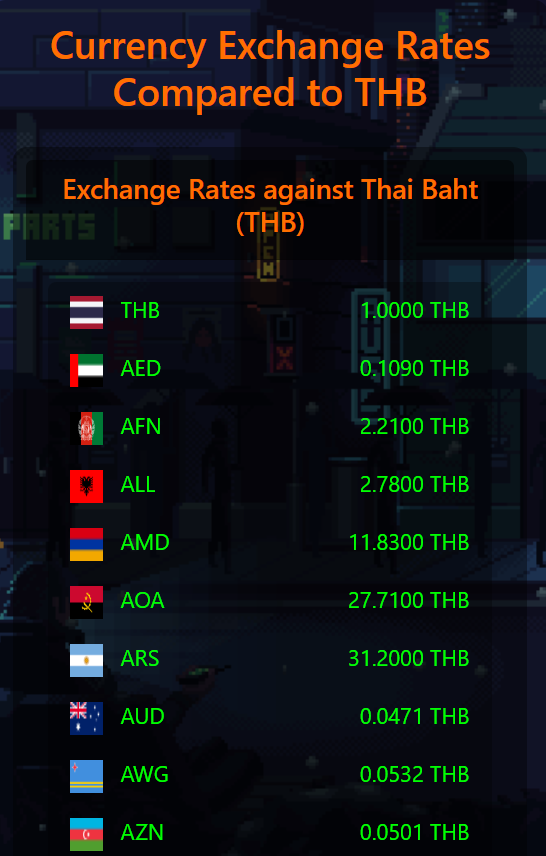 Currency Exchange Rates
Compared to THB
Exchange Rates against Thai Baht
(THB)
PARTS
THB 1.0000 THB
AED 0.1090 THB
AFN 2.2100 THB
ALL 2.7800 THB
AMD 11.8300 THB
AOA 27.7100 THB
ARS 31.2000 THB
AUD 0.0471 THB
AWG 0.0532 THB
AZN 0.0501 THB